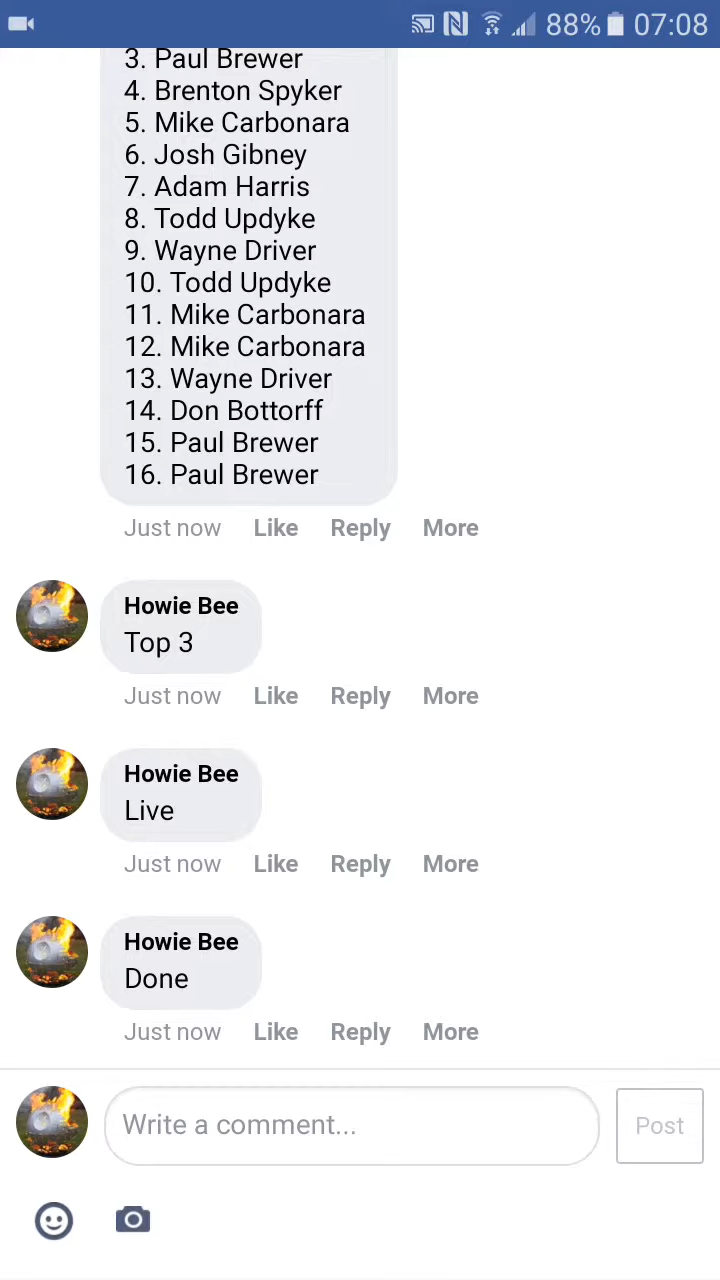 88% 07:08
3. Paul Brewer
4. Brenton Spyker
5. Mike Carbonara
6. Josh Gibney
7. Adam Harris
8. Todd Updyke
9. Wayne Driver
10. Todd Updyke
11. Mike Carbonara
12. Mike Carbonara
13. Wayne Driver
14. Don Bottorff
15. Paul Brewer
16. Paul Brewer
Just now Like Reply More
Howie Bee
Top 3
Just now Like Reply More
Howie Bee
Live
Just now Like Reply More
Howie Bee
Done
Just now Like Reply More
Write a comment... Post